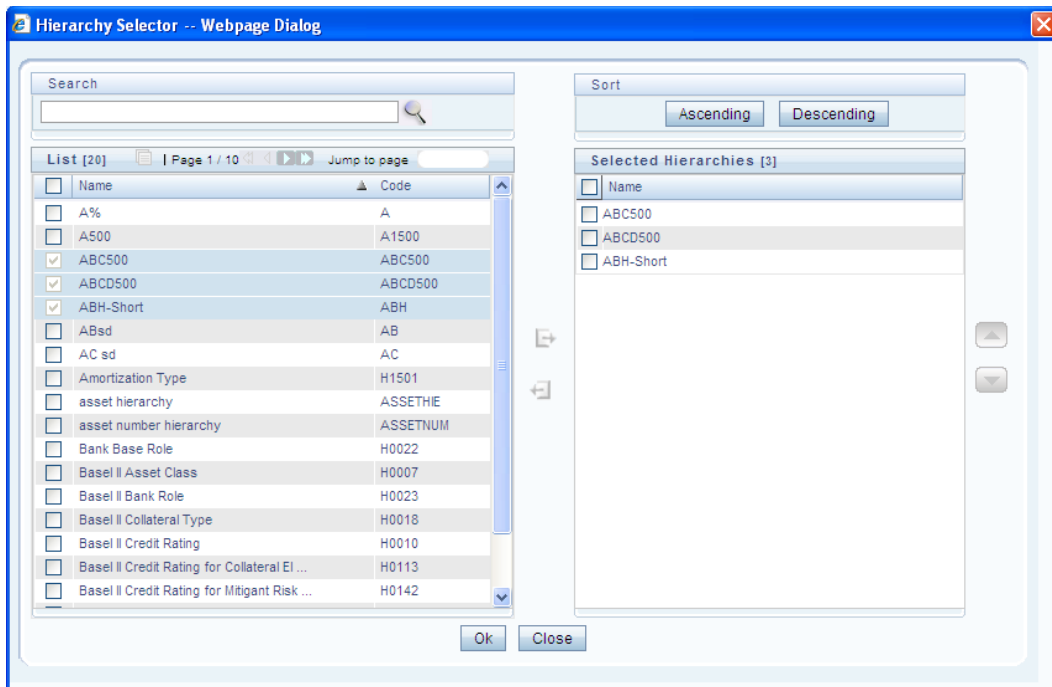 Hierarchy Selector -- Webpage Dialog
Search
Sort
Ascending Descending
List [20] | Page 1 / 10 Jump to page
Selected Hierarchies [3]
Name Code
Name
A% A
A500 A1500
ABC500 ABC500
ABCD500 ABCD500
ABH-Short ABH
ABsd AB
AC sd AC
Amortization Type H1501
asset hierarchy ASSETHIE
asset number hierarchy ASSETNUM
Bank Base Role H0022
Basel II Asset Class H0007
Basel II Bank Role H0023
Basel II Collateral Type H0018
Basel II Credit Rating H0010
Basel II Credit Rating for Collateral El ... H0113
Basel II Credit Rating for Mitigant Risk ... H0142
ABC500
ABCD500
ABH-Short
Ok Close